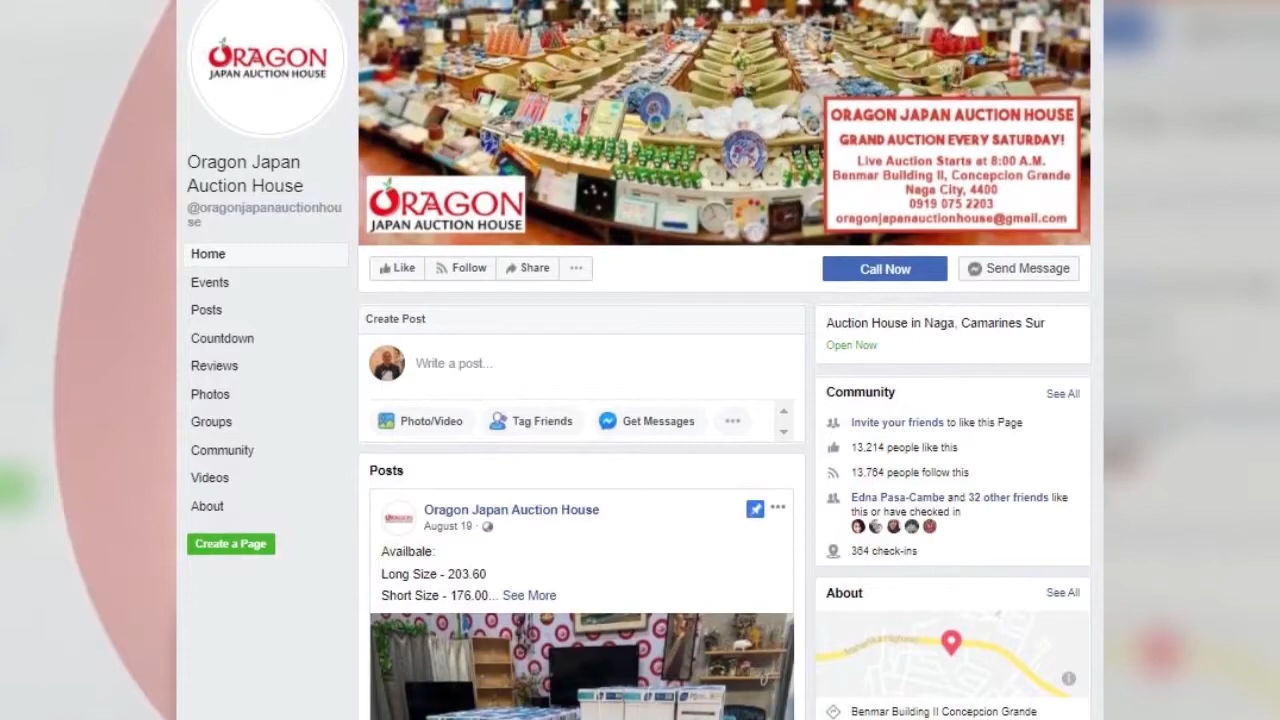 ORAGON
JAPAN AUCTION HOUSE
Oragon Japan
Auction House
@oragonjapanauctionhou
se
Home
Events
Posts
Countdown
Reviews
Photos
Groups
Community
Videos
About
Create a Page
ORAGON
JAPAN AUCTION HOUSE
ORAGON JAPAN AUCTION HOUSE
GRAND AUCTION EVERY SATURDAY!
Live Auction Starts at 8:00 A.M.
Benmar Building II, Concepcion Grande
Naga City, 4400
0919 075 2203
oragonjapanauctionhouse@gmail.com
Like
Follow
Share
Call Now
Send Message
Create Post
Write a post...
Photo/Video
Tag Friends
Get Messages
Posts
Oragon Japan Auction House
August 19
Availbale:
Long Size - 203.60
Short Size - 176.00... See More
Auction House in Naga, Camarines Sur
Open Now
Community
See All
Invite your friends to like this Page
13,214 people like this
13,764 people follow this
Edna Pasa-Cambe and 32 other friends like
this or have checked in
364 check-ins
About
See All
Benmar Building II Concepcion Grande